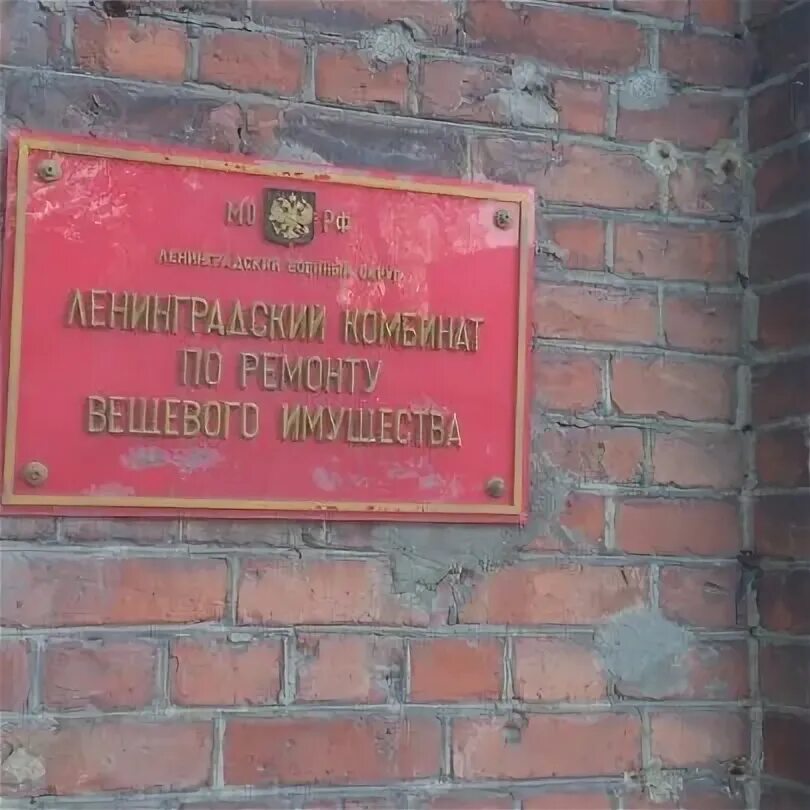 МО РФ
ЛЕНИНГРАДСКИЙ ВОЕННЫЙ ОКРУГ
ЛЕНИНГРАДСКИЙ КОМБИНАТ
ПО РЕМОНТУ
ВЕЩЕВОГО ИМУЩЕСТВА